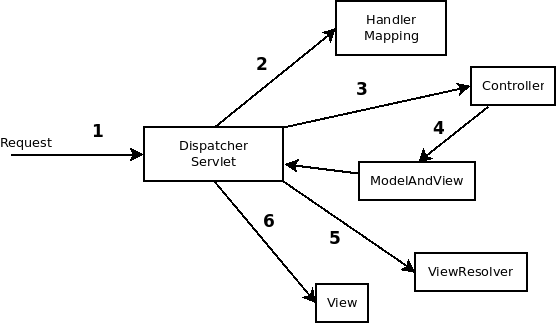 Handler
Mapping
2
3
Controller
1
4
Request
Dispatcher
Servlet
ModelAndView
6
5
ViewResolver
View